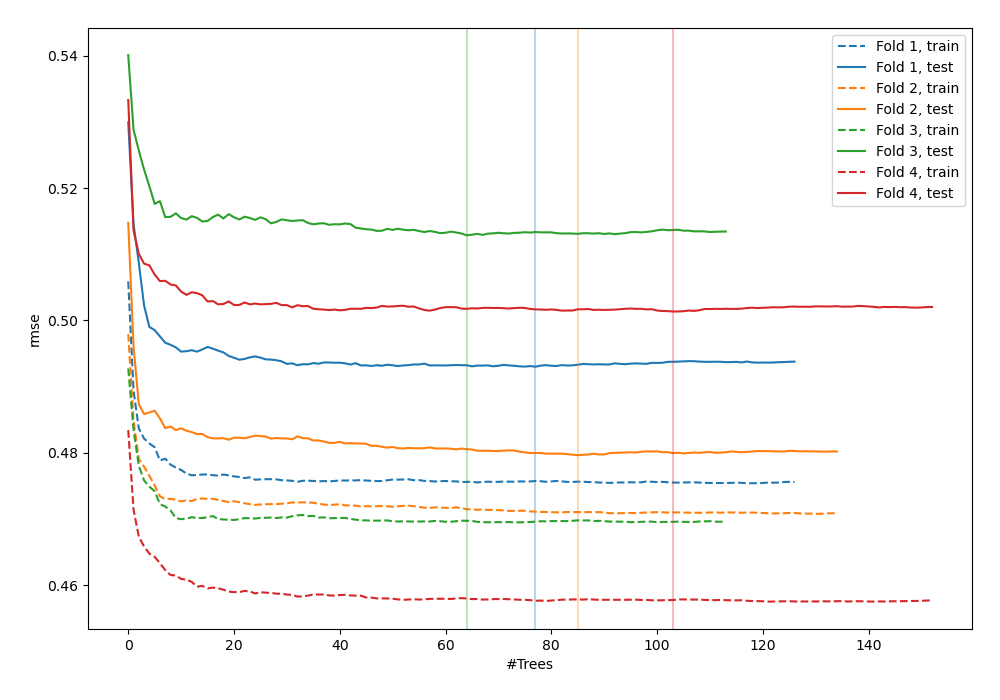 0.54
0.52
0.50
0.48
0.46
rmse
0
20
40
60
80
100
120
140
#Trees
Fold 1, train
Fold 1, test
Fold 2, train
Fold 2, test
Fold 3, train
Fold 3, test
Fold 4, train
Fold 4, test